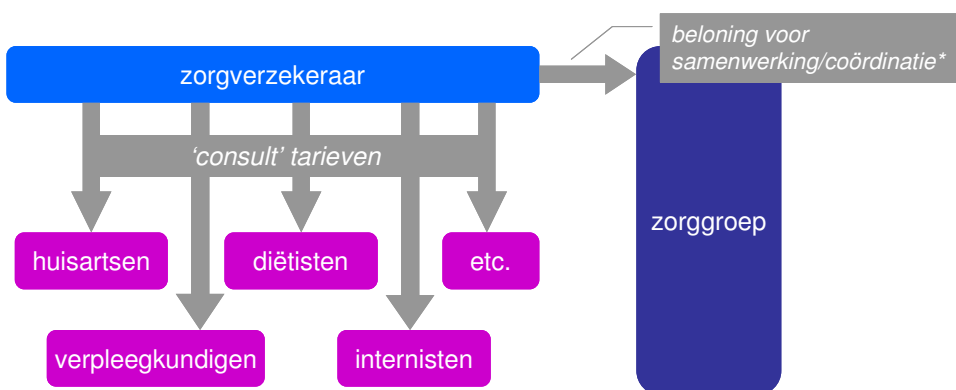 beloning voor
samenwerking/coördinatie*
zorgverzekeraar
'consult' tarieven
zorggroep
huisartsen
diëtisten
etc.
verpleegkundigen
internisten